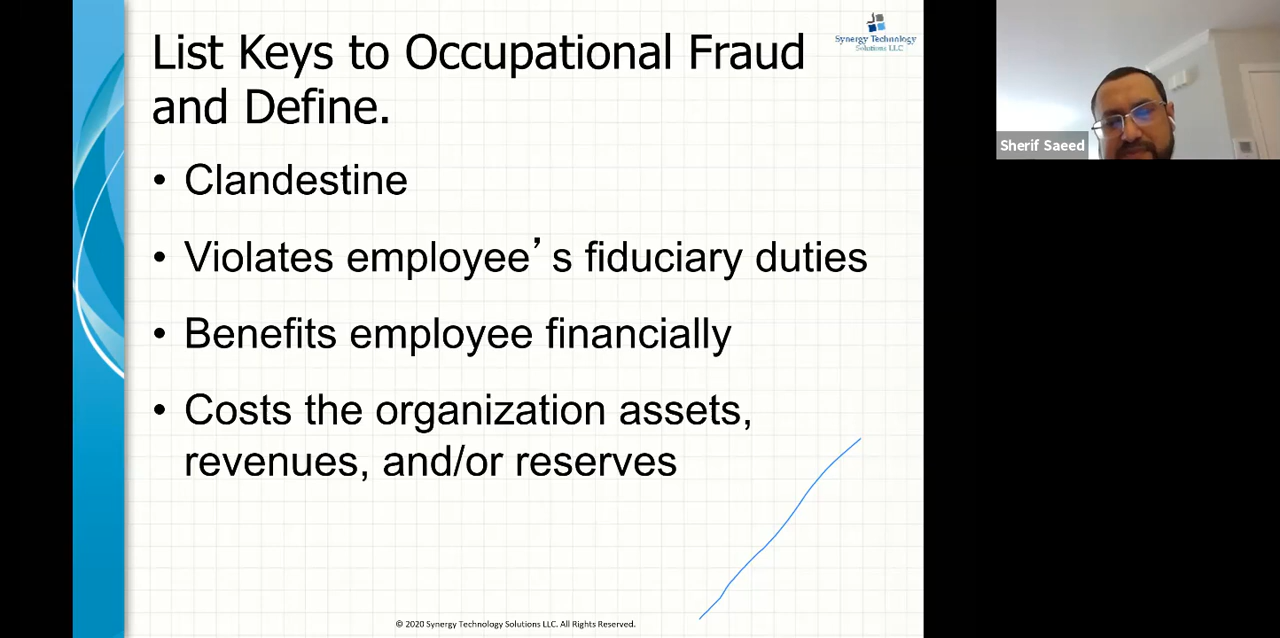 List Keys to Occupational Fraud
and Define.
Synergy Technology
Solutions LLC
• Clandestine
• Violates employee’s fiduciary duties
• Benefits employee financially
• Costs the organization assets,
revenues, and/or reserves
© 2020 Synergy Technology Solutions LLC. All Rights Reserved.
Sherif Saeed